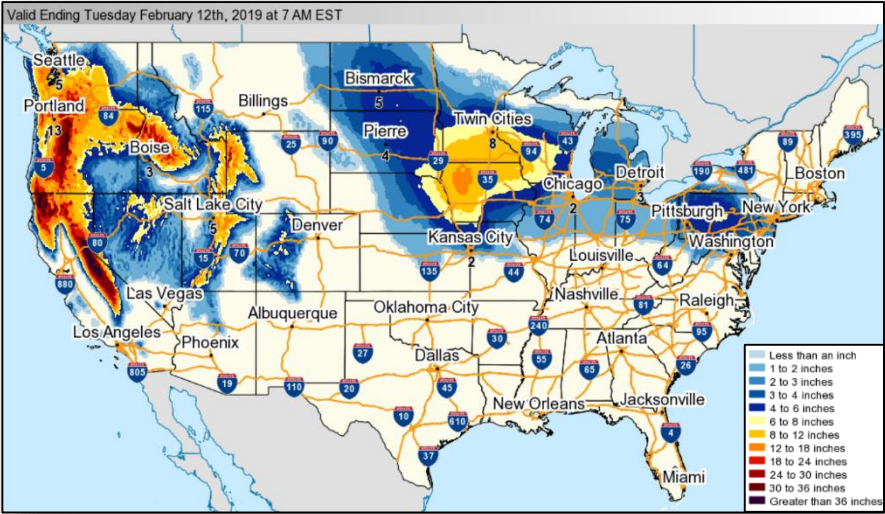 Valid Ending Tuesday February 12th, 2019 at 7 AM EST
Seattle
5
Portland
13
84
115
Billings
Bismarck
5
Twin Cities
8
Pierre
4
Boise
3
5
25
90
29
35
94
43
Chicago
2
Detroit
3
190
481
89
395
Boston
Salt Lake City
5
80
15
70
Denver
Kansas City
2
74
75
Pittsburgh
New York
Washington
880
Las Vegas
135
44
Louisville
64
Los Angeles
Phoenix
Albuquerque
Oklahoma City
Nashville
81
Raleigh
240
95
27
30
Dallas
55
65
Atlanta
26
805
19
110
20
45
10
610
37
New Orleans
Jacksonville
4
Miami
Less than an inch
1 to 2 inches
2 to 3 inches
3 to 4 inches
4 to 6 inches
6 to 8 inches
8 to 12 inches
12 to 18 inches
18 to 24 inches
24 to 30 inches
30 to 36 inches
Greater than 36 inches